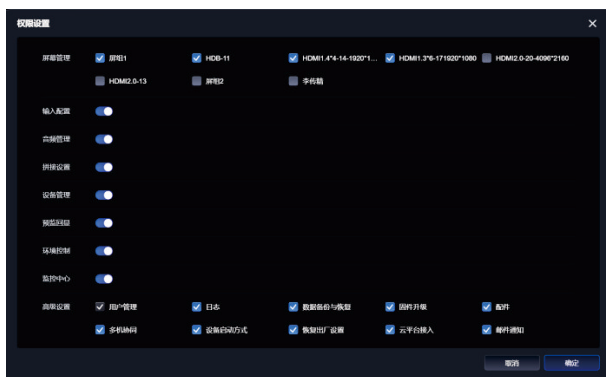 权限设置
屏幕管理 屏组1 HDB-11 HDMI1.4*4-14-1920*1... HDMI1.3*6-171920*1080 HDMI2.0-20-4096*2160
HDMI2.0-13 屏组2 李传精
输入配置
音频管理
拼接设置
设备管理
预监回显
环境控制
监控中心
高级设置 用户管理 日志 数据备份与恢复 固件升级 配件
多机协同 设备启动方式 恢复出厂设置 云平台接入 邮件通知
取消 确定